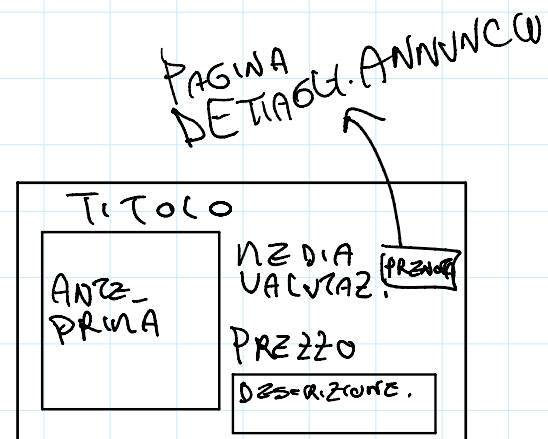 PAGINA
DETTAGLI ANNUNCIO
TITOLO
MEDIA
VALUTAZ.
PRENOTA
ANTE_
PRIMA
PREZZO
DESCRIZIONE.